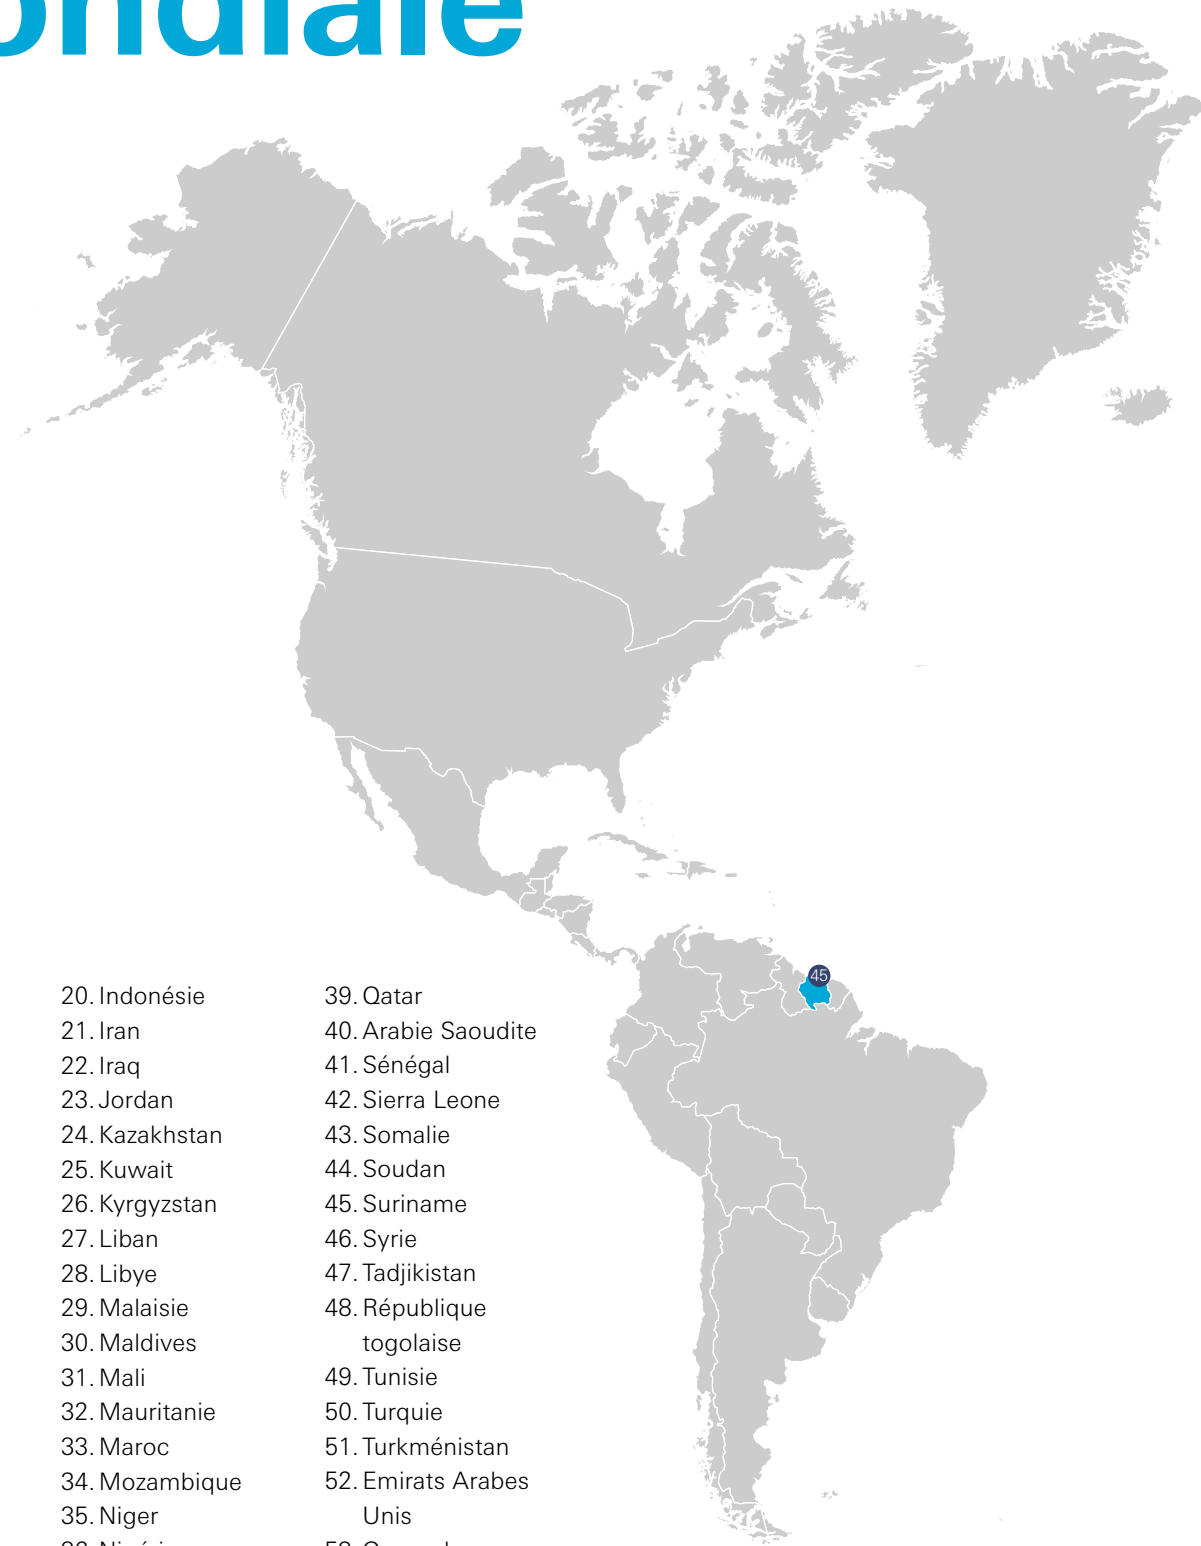 20. Indonésie
21. Iran
22. Iraq
23. Jordan
24. Kazakhstan
25. Kuwait
26. Kyrgyzstan
27. Liban
28. Libye
29. Malaisie
30. Maldives
31. Mali
32. Mauritanie
33. Maroc
34. Mozambique
35. Niger
39. Qatar
40. Arabie Saoudite
41. Sénégal
42. Sierra Leone
43. Somalie
44. Soudan
45. Suriname
46. Syrie
47. Tadjikistan
48. République
togolaise
49. Tunisie
50. Turquie
51. Turkménistan
52. Emirats Arabes
Unis
45